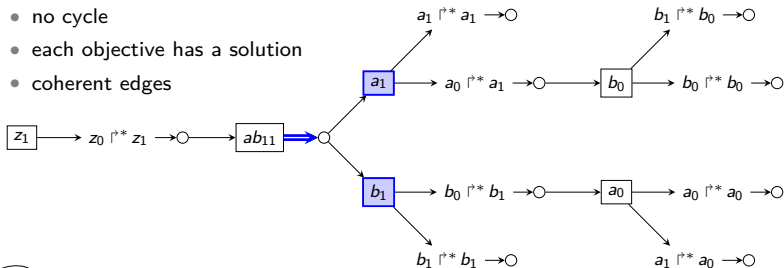 • no cycle
• each objective has a solution
• coherent edges
a₁ ↱* a₁
b₁ ↱* b₀
a₁
a₀ ↱* a₁
b₀
b₀ ↱* b₀
z₁
z₀ ↱* z₁
ab₁₁
b₁
b₀ ↱* b₁
a₀
a₀ ↱* a₀
b₁ ↱* b₁
a₁ ↱* a₀